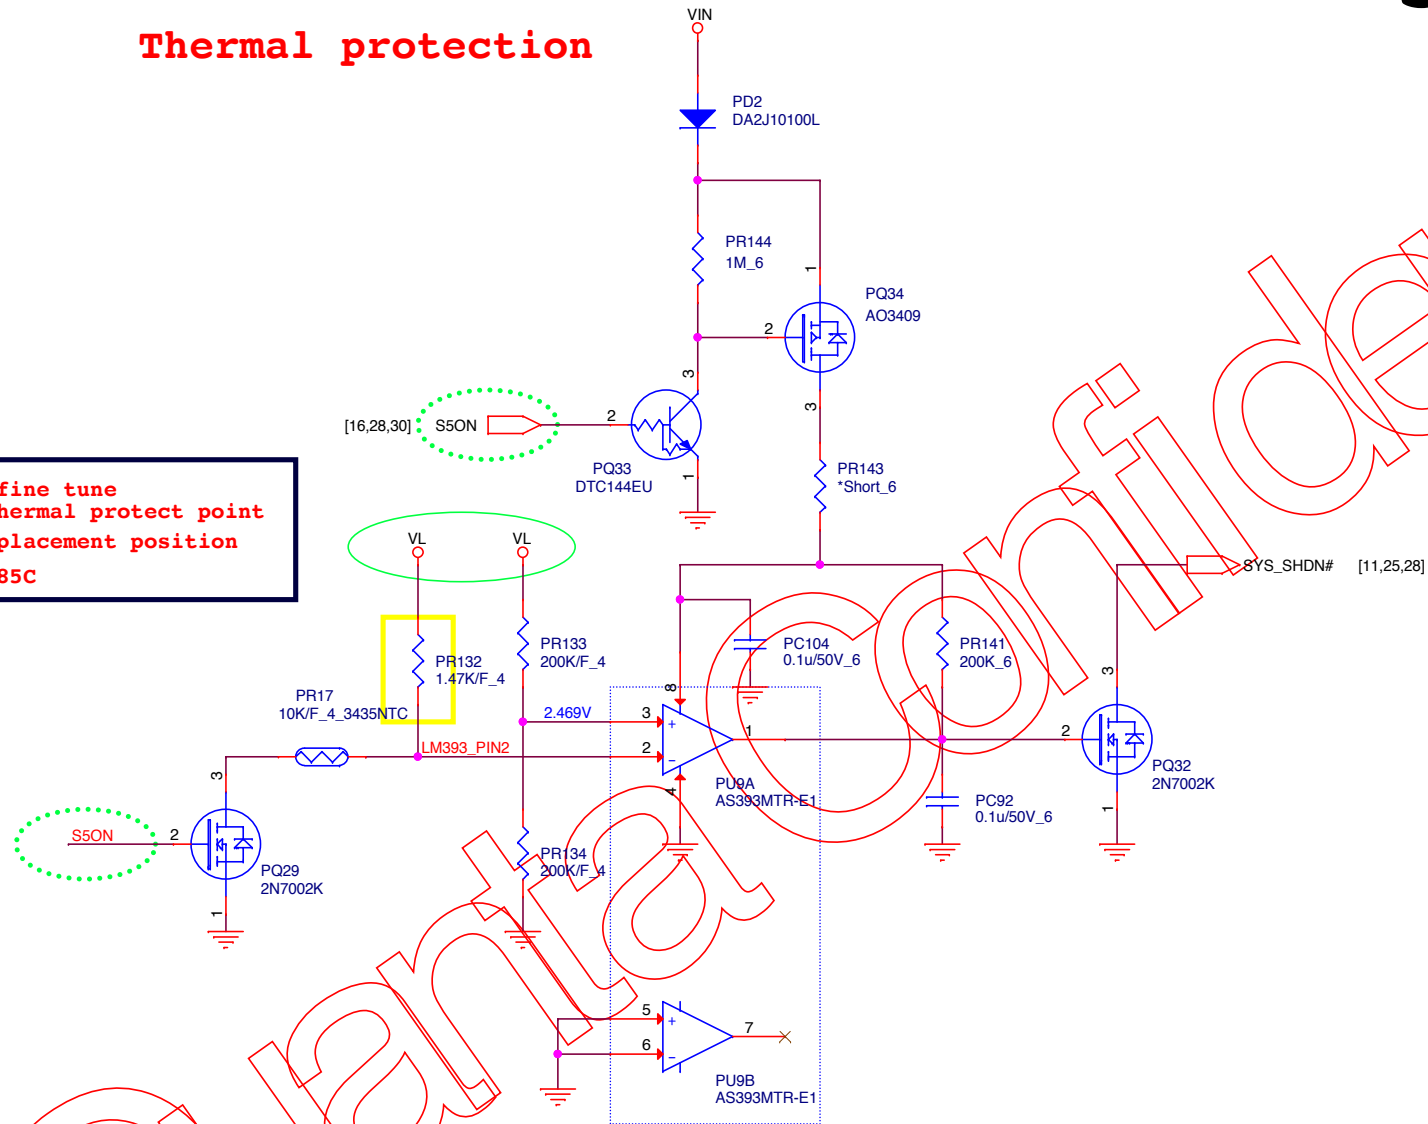 Thermal protection
VIN
PD2
DA2J10100L
PR144
1M_6
1
PQ34
AO3409
2
3
3
[16,28,30]
S5ON
2
PQ33
DTC144EU
1
PR143
*Short_6
fine tune
hermal protect point
placement position
85C
VL
VL
SYS_SHDN#
[11,25,28]
PR132
1.47K/F_4
PR133
200K/F_4
PC104
0.1u/50V_6
PR141
200K_6
PR17
10K/F_4_3435NTC
2.469V
LM393_PIN2
8
3
+
2
-
1
4
PU9A
AS393MTR-E1
2
3
PQ32
2N7002K
1
PC92
0.1u/50V_6
3
S5ON
2
PQ29
2N7002K
1
PR134
200K/F_4
5
+
6
-
7
PU9B
AS393MTR-E1